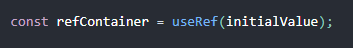 const refContainer = useRef(initialValue);